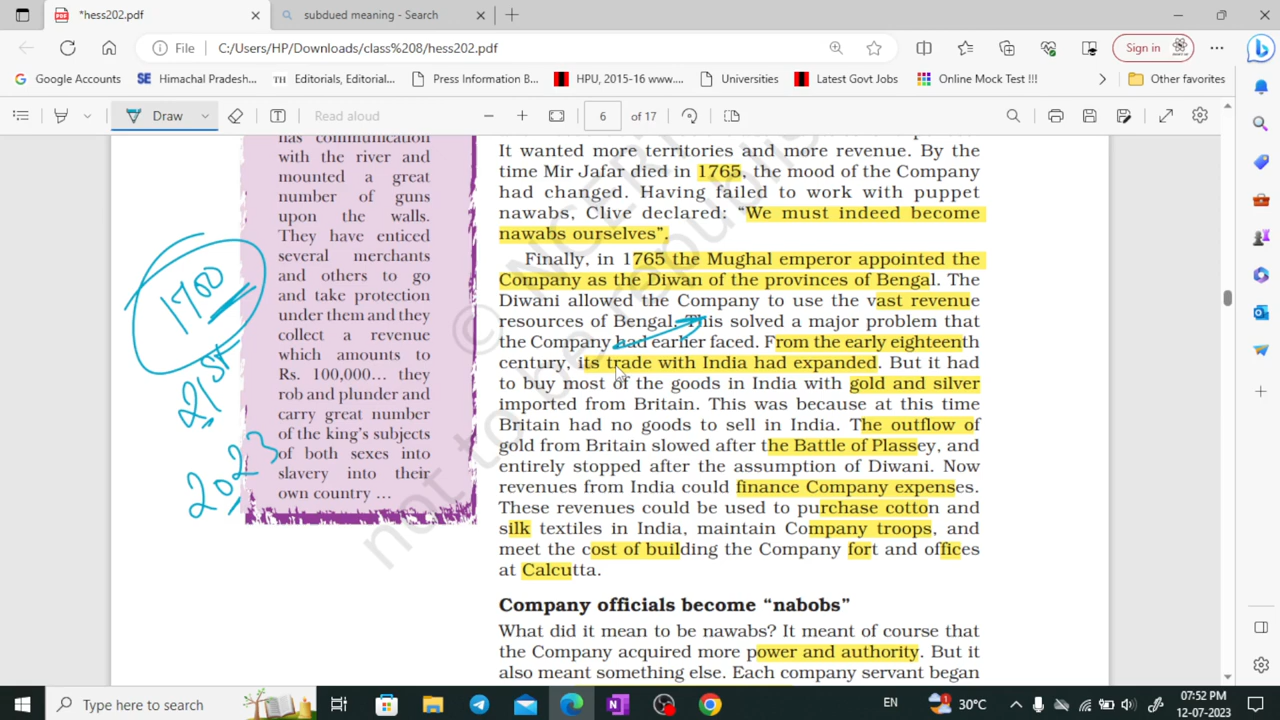 *hess202.pdf
subdued meaning - Search
File
C:/Users/HP/Downloads/class%208/hess202.pdf
Sign in
Google Accounts
SE Himachal Pradesh...
TH Editorials, Editorial...
Press Information B...
HPU, 2015-16 www....
Universities
Latest Govt Jobs
Online Mock Test !!!
Other favorites
Draw
Read aloud
6 of 17
has communication
with the river and
mounted a great
number of guns
upon the walls.
They have enticed
several merchants
and others to go
and take protection
under them and they
collect a revenue
which amounts to
Rs. 100,000... they
rob and plunder and
carry great number
of the king's subjects
of both sexes into
slavery into their
own country ...
1700
21st
2023
It wanted more territories and more revenue. By the
time Mir Jafar died in 1765, the mood of the Company
had changed. Having failed to work with puppet
nawabs, Clive declared: “We must indeed become
nawabs ourselves”.
Finally, in 1765 the Mughal emperor appointed the
Company as the Diwan of the provinces of Bengal. The
Diwani allowed the Company to use the vast revenue
resources of Bengal. This solved a major problem that
the Company had earlier faced. From the early eighteenth
century, its trade with India had expanded. But it had
to buy most of the goods in India with gold and silver
imported from Britain. This was because at this time
Britain had no goods to sell in India. The outflow of
gold from Britain slowed after the Battle of Plassey, and
entirely stopped after the assumption of Diwani. Now
revenues from India could finance Company expenses.
These revenues could be used to purchase cotton and
silk textiles in India, maintain Company troops, and
meet the cost of building the Company fort and offices
at Calcutta.
Company officials become “nabobs”
What did it mean to be nawabs? It meant of course that
the Company acquired more power and authority. But it
also meant something else. Each company servant began
© NCERT
not to be republish
Type here to search
30°C
EN
07:52 PM
12-07-2023